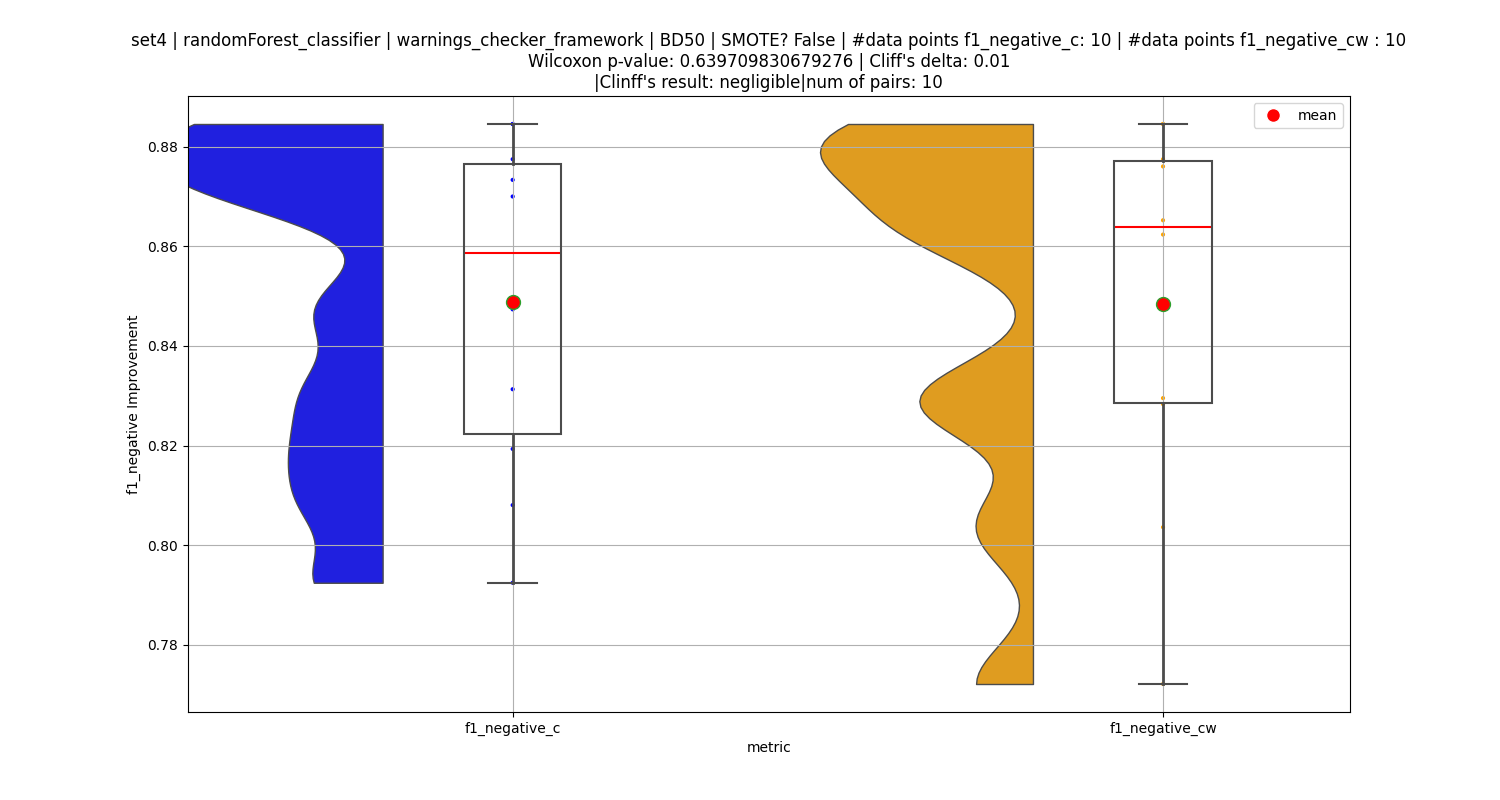 set4 | randomForest_classifier | warnings_checker_framework | BD50 | SMOTE? False | #data points f1_negative_c: 10 | #data points f1_negative_cw : 10
Wilcoxon p-value: 0.639709830679276 | Cliff's delta: 0.01
|Clinff's result: negligible|num of pairs: 10
mean
0.88
0.86
0.84
0.82
0.80
0.78
f1_negative Improvement
f1_negative_c
f1_negative_cw
metric